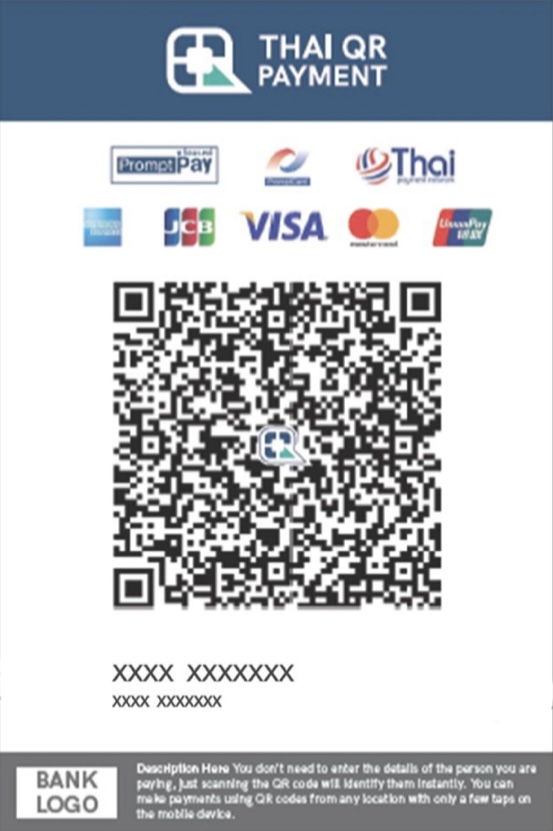 THAI QR
PAYMENT
PromptPay
PromptCard
Thai
payment network
AMERICAN EXPRESS
JCB
VISA
mastercard
UnionPay
银联
XXXX XXXXXXX
XXXX XXXXXXX
BANK
LOGO
Description Here You don't need to enter the details of the person you are
paying, just scanning the QR code will identify them instantly. You can
make payments using QR codes from any location with only a few taps on
the mobile device.